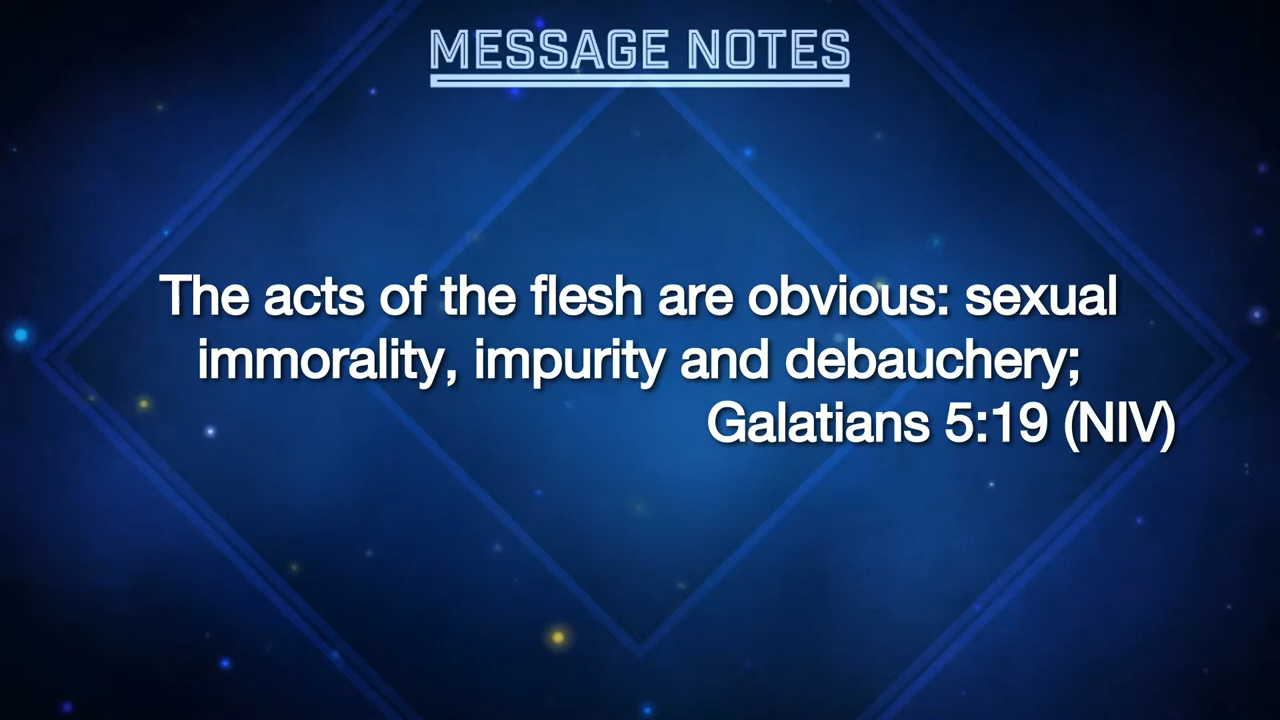 MESSAGE NOTES
The acts of the flesh are obvious: sexual
immorality, impurity and debauchery;
Galatians 5:19 (NIV)